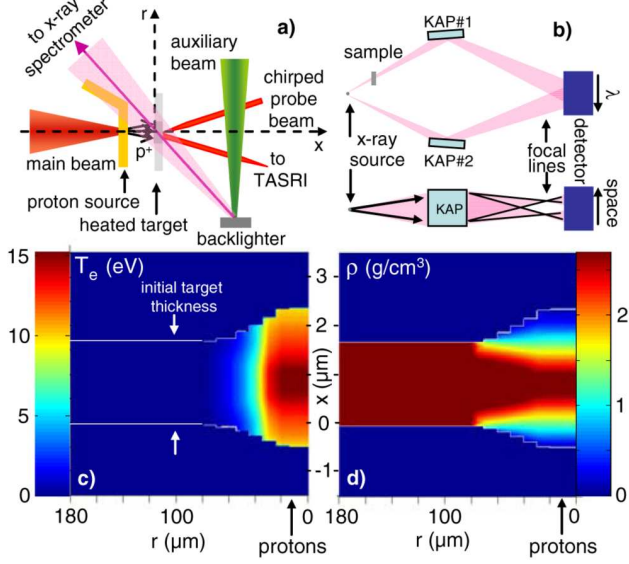 a)
r
to x-ray
spectrometer
auxiliary
beam
chirped
probe
beam
x
main beam
p+
to
TASRI
proton source
heated target
backlighter
b)
KAP#1
sample
λ
x-ray
source
KAP#2
focal
lines
detector
KAP
space
15
10
5
0
Te (eV)
initial target
thickness
c)
180
100
0
r (µm)
protons
3
2
1
0
-1
x (µm)
ρ (g/cm³)
d)
180
100
0
r (µm)
protons
2
1
0